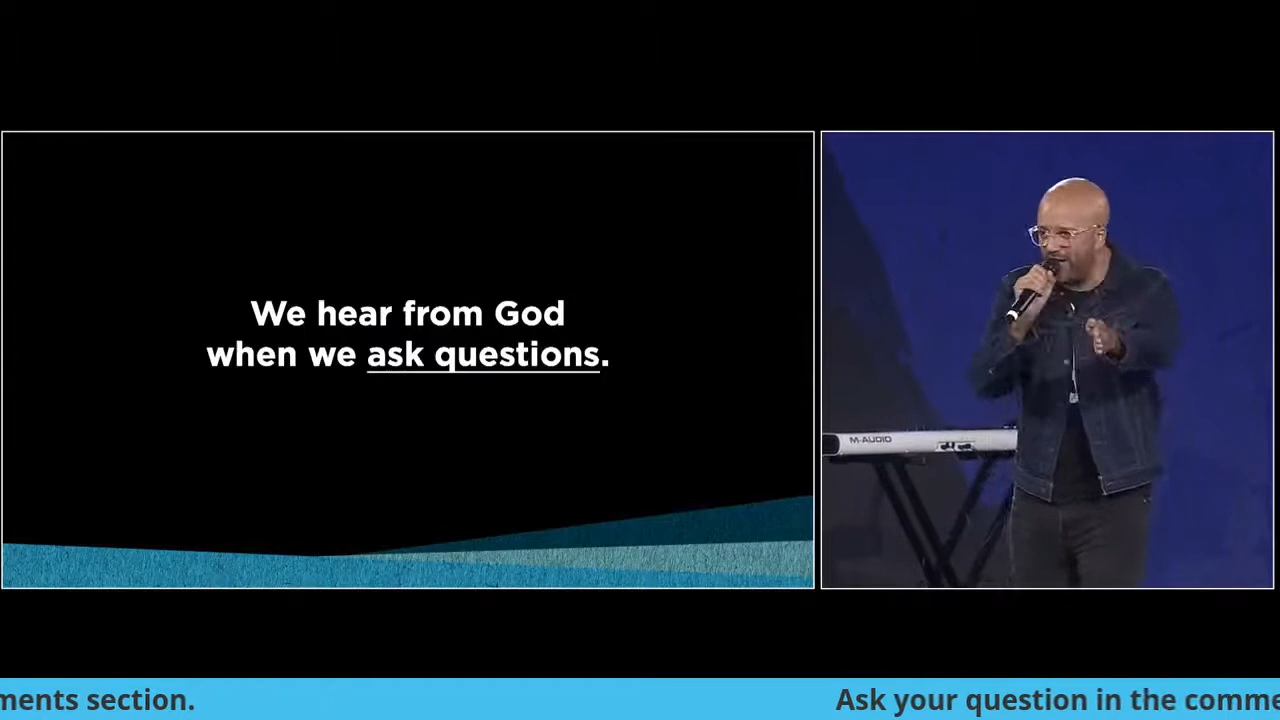 We hear from God
when we ask questions.
M-AUDIO
ments section.
Ask your question in the comme